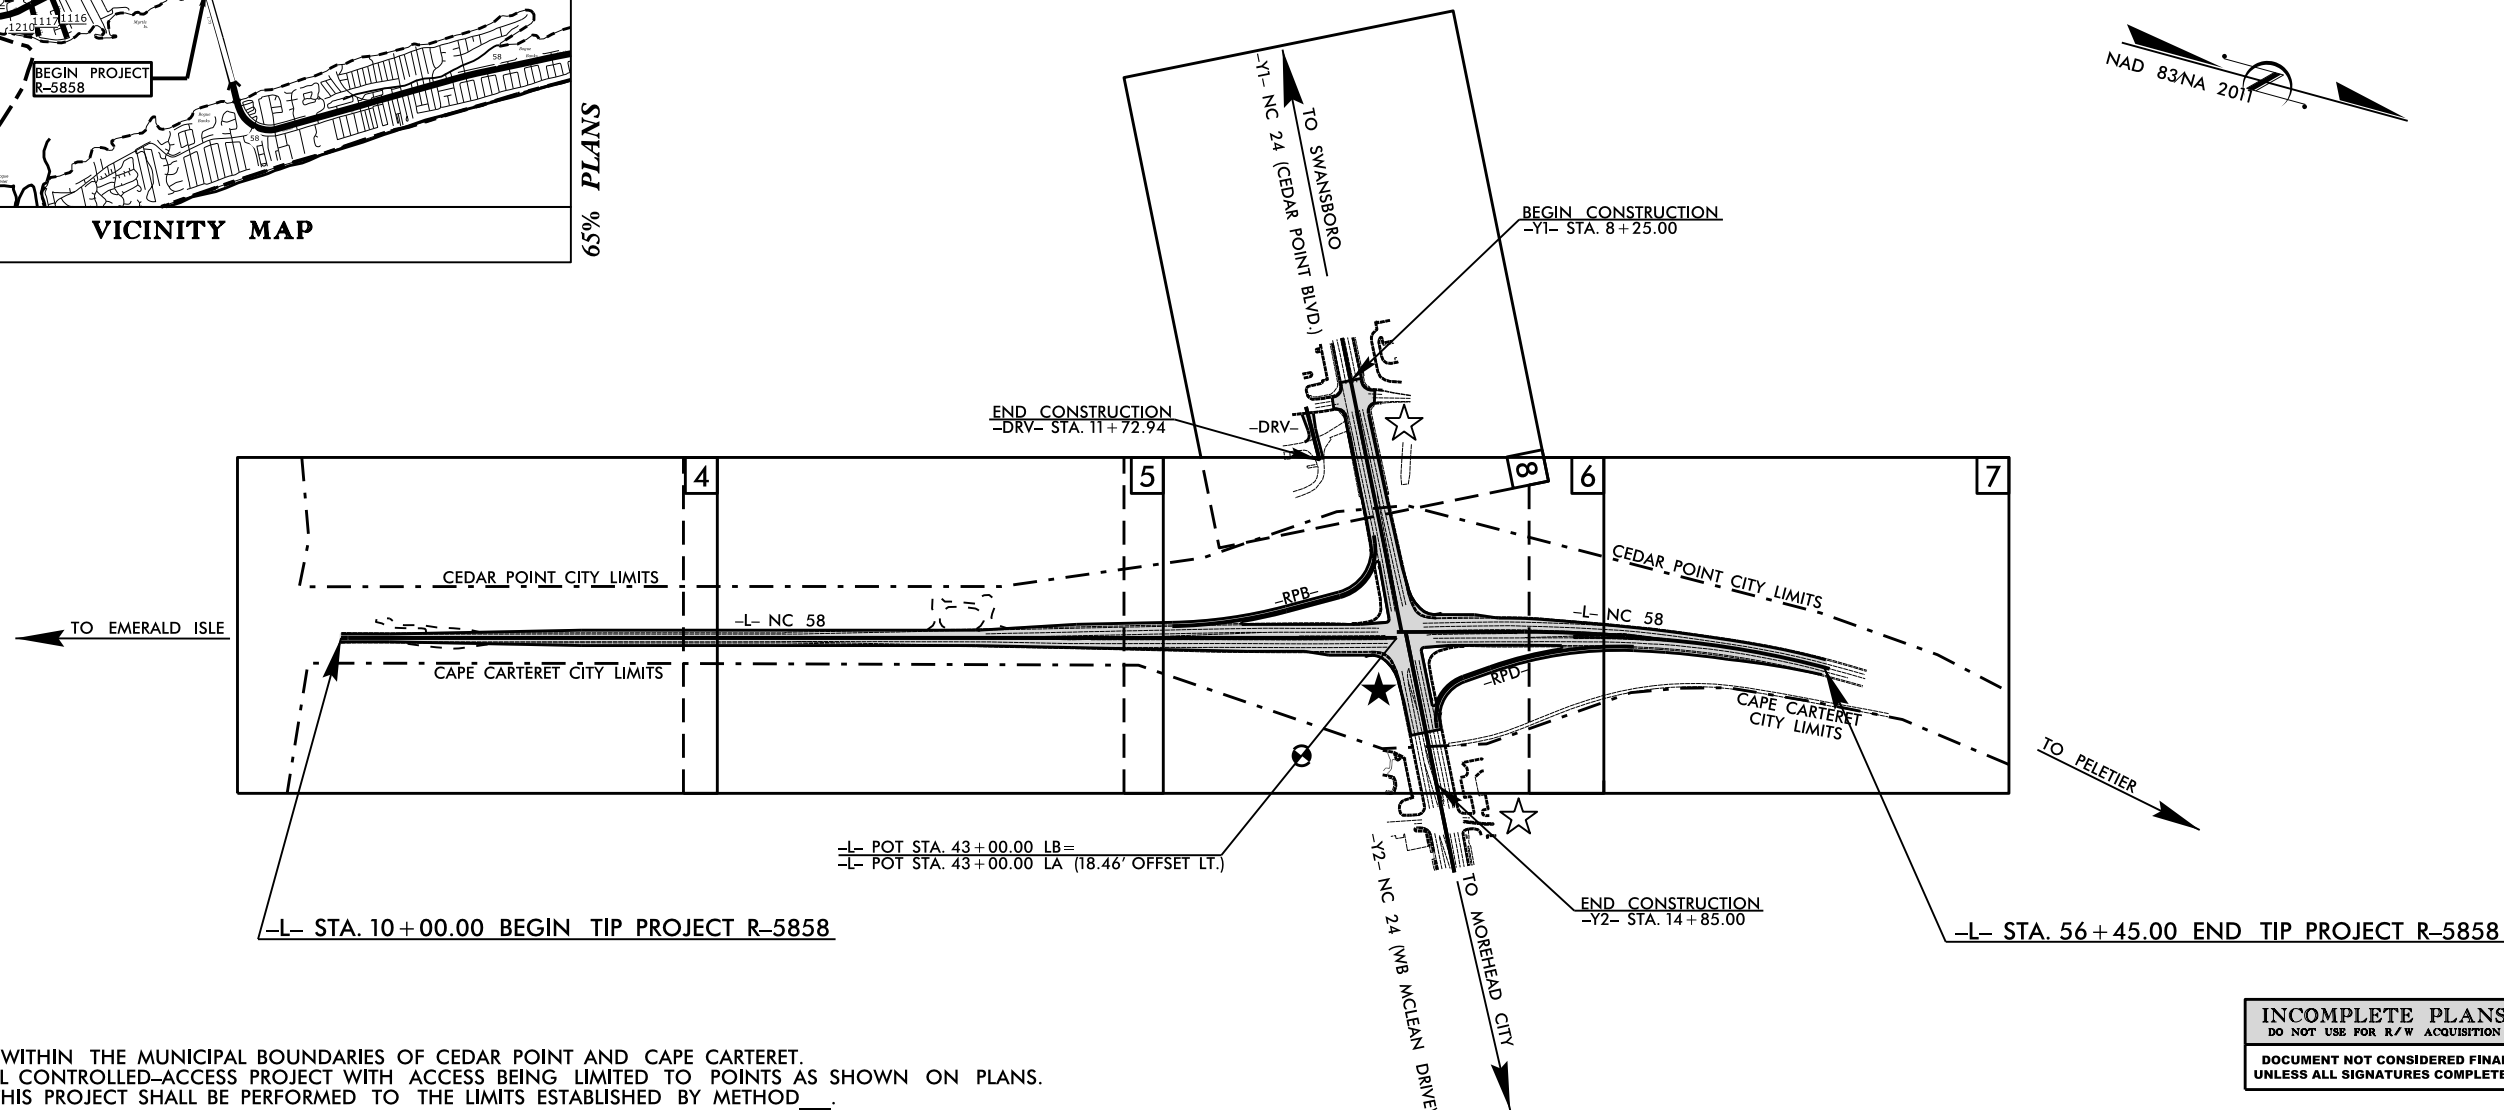 1210
1117
1116
BEGIN PROJECT
R-5858
58
58
VICINITY MAP
65% PLANS
NAD 83/NA 2011
-Y1- NC 24 (CEDAR POINT BLVD.)
TO SWANSBORO
BEGIN CONSTRUCTION
-Y1- STA. 8+25.00
END CONSTRUCTION
-DRV- STA. 11+72.94
-DRV-
4
5
8
6
7
CEDAR POINT CITY LIMITS
CEDAR POINT CITY LIMITS
-RPB-
TO EMERALD ISLE
-L- NC 58
-L- NC 58
CAPE CARTERET CITY LIMITS
-RPD-
CAPE CARTERET
CITY LIMITS
TO PELETIER
-L- POT STA. 43+00.00 LB=
-L- POT STA. 43+00.00 LA (18.46' OFFSET LT.)
-Y2- NC 24 (WB MCLEAN DRIVE
TO MOREHEAD CITY
END CONSTRUCTION
-Y2- STA. 14+85.00
-L- STA. 10+00.00 BEGIN TIP PROJECT R-5858
-L- STA. 56+45.00 END TIP PROJECT R-5858
INCOMPLETE PLANS
DO NOT USE FOR R/W ACQUISITION
DOCUMENT NOT CONSIDERED FINAL
UNLESS ALL SIGNATURES COMPLETE
WITHIN THE MUNICIPAL BOUNDARIES OF CEDAR POINT AND CAPE CARTERET.
L CONTROLLED-ACCESS PROJECT WITH ACCESS BEING LIMITED TO POINTS AS SHOWN ON PLANS.
HIS PROJECT SHALL BE PERFORMED TO THE LIMITS ESTABLISHED BY METHOD___.